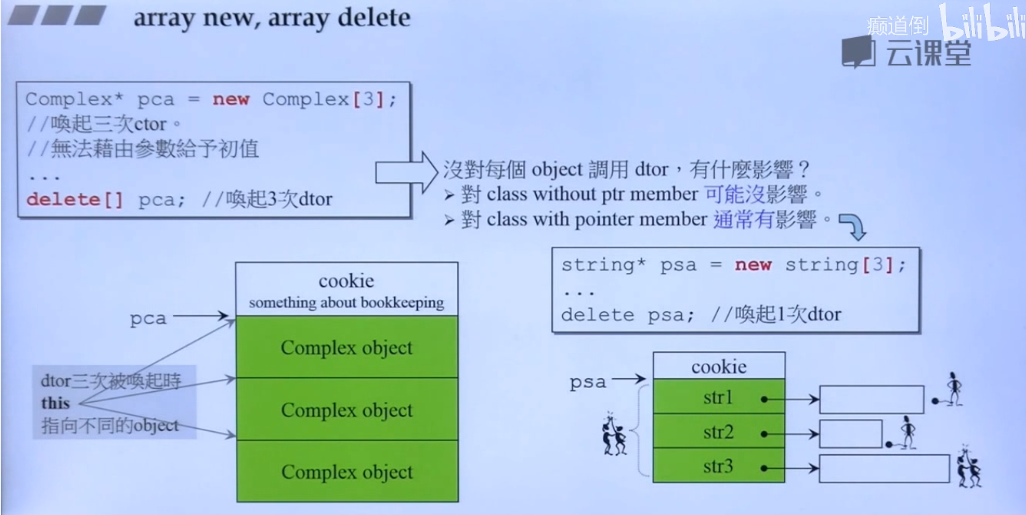 array new, array delete
癲道倒
bilibili
云课堂
Complex* pca = new Complex[3];
//喚起三次ctor。
//無法藉由參數給予初值
...
delete[] pca; //喚起3次dtor
沒對每個 object 調用 dtor，有什麼影響？
➢ 對 class without ptr member 可能沒影響。
➢ 對 class with pointer member 通常有影響。
string* psa = new string[3];
...
delete psa; //喚起1次dtor
cookie
something about bookkeeping
pca
Complex object
Complex object
Complex object
dtor三次被喚起時
this
指向不同的object
psa
cookie
str1
str2
str3